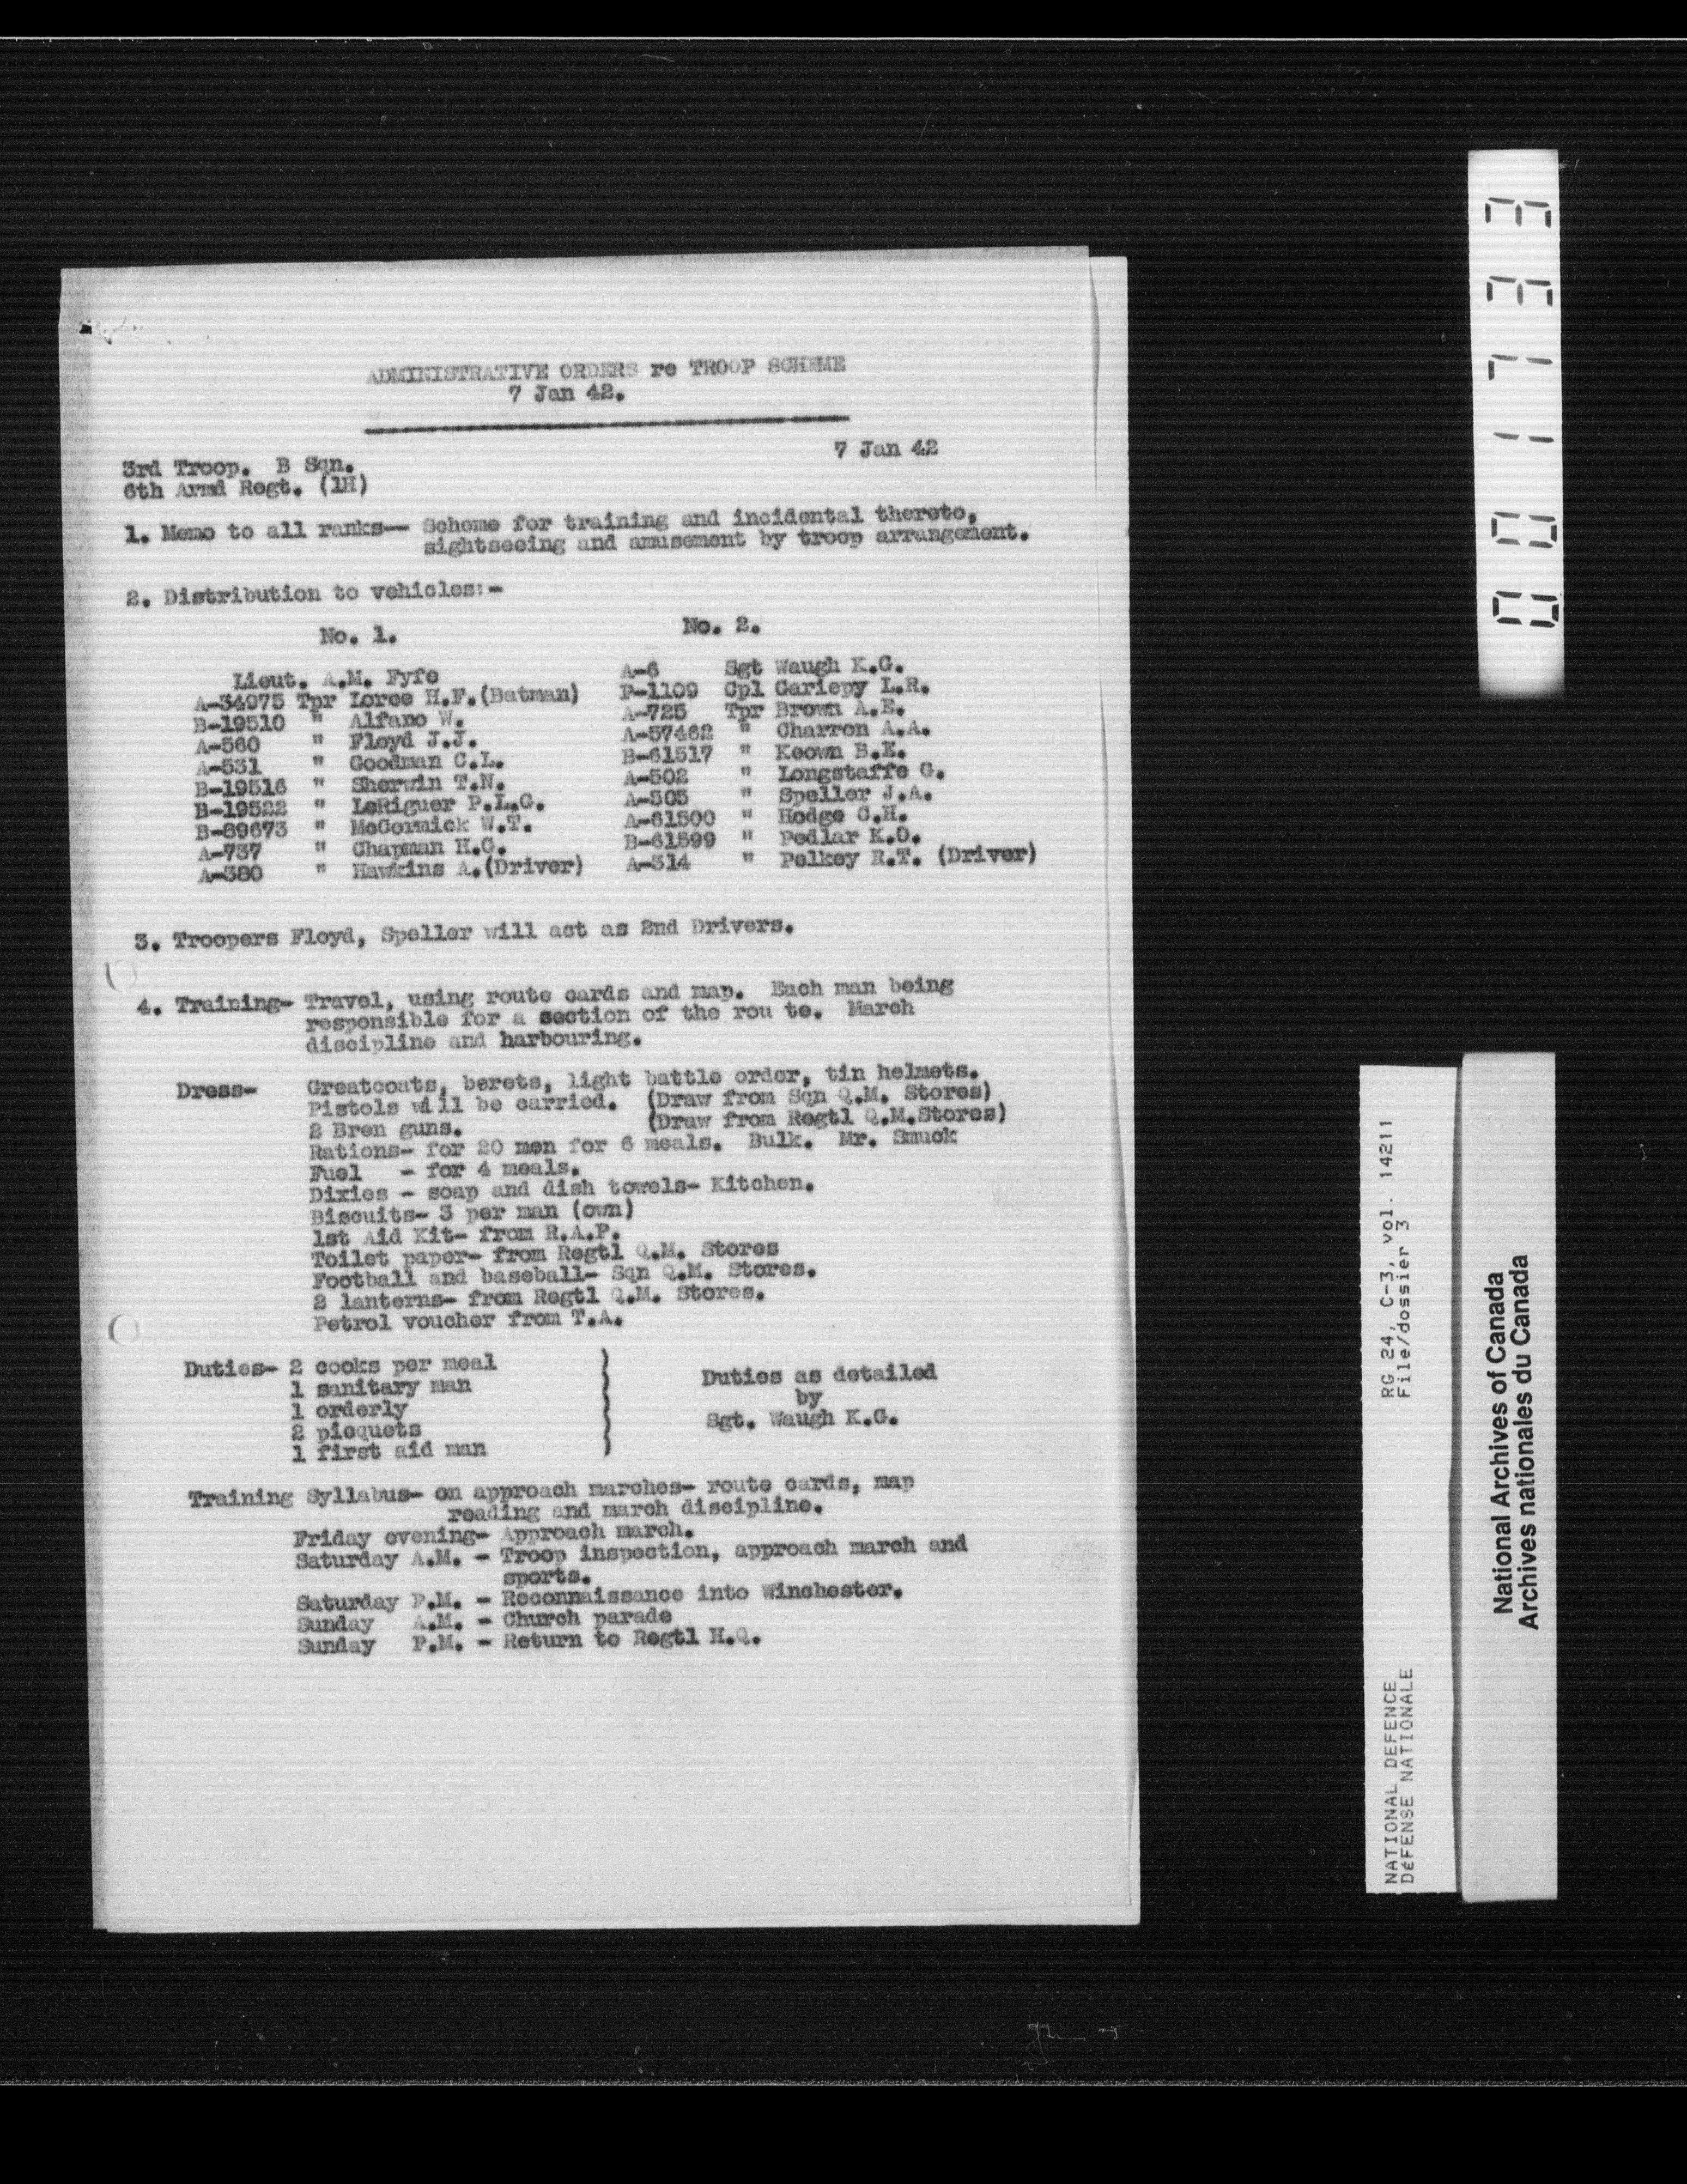 ADMINISTRATIVE ORDERS re TROOP SCHEME
7 Jan 42.
7 Jan 42
3rd Troop. B Sqn.
6th Armd Regt. (1H)
1. Memo to all ranks-- Scheme for training and incidental thereto,
sightseeing and amusement by troop arrangement.
2. Distribution to vehicles:-
No. 1. No. 2.
Lieut. A.M. Fyfe A-6 Sgt Waugh K.G.
A-34975 Tpr Loree H.F.(Batman) P-1109 Cpl Gariepy L.R.
B-19510 " Alfano W. A-725 Tpr Brown A.E.
A-560 " Floyd J.J. A-57462 " Charron A.A.
A-531 " Goodman C.L. B-61517 " Keown B.E.
B-19516 " Sherwin T.N. A-502 " Longstaffe G.
B-19522 " LeRiguer P.L.G. A-505 " Speller J.A.
B-89673 " McCormick W.T. A-61500 " Hodge C.H.
A-737 " Chapman H.G. B-61599 " Pedlar K.O.
A-380 " Hawkins A.(Driver) A-314 " Pelkey R.T. (Driver)
3. Troopers Floyd, Speller will act as 2nd Drivers.
4. Training- Travel, using route cards and map. Each man being
responsible for a section of the rou te. March
discipline and harbouring.
Dress- Greatcoats, berets, light battle order, tin helmets.
Pistols will be carried. (Draw from Sqn Q.M. Stores)
2 Bren guns. (Draw from Regtl Q.M.Stores)
Rations- for 20 men for 6 meals. Bulk. Mr. Smuck
Fuel - for 4 meals.
Dixies - soap and dish towels- Kitchen.
Biscuits- 3 per man (own)
1st Aid Kit- from R.A.P.
Toilet paper- from Regtl Q.M. Stores
Football and baseball- Sqn Q.M. Stores.
2 lanterns- from Regtl Q.M. Stores.
Petrol voucher from T.A.
Duties- 2 cooks per meal
1 sanitary man
1 orderly
2 picquets
1 first aid man
Duties as detailed
by
Sgt. Waugh K.G.
Training Syllabus- on approach marches- route cards, map
reading and march discipline.
Friday evening- Approach march.
Saturday A.M. - Troop inspection, approach march and
sports.
Saturday P.M. - Reconnaissance into Winchester.
Sunday A.M. - Church parade
Sunday P.M. - Return to Regtl H.Q.
001733
NATIONAL DEFENCE RG 24, C-3, vol. 14211
DéFENSE NATIONALE File/dossier 3
National Archives of Canada
Archives nationales du Canada